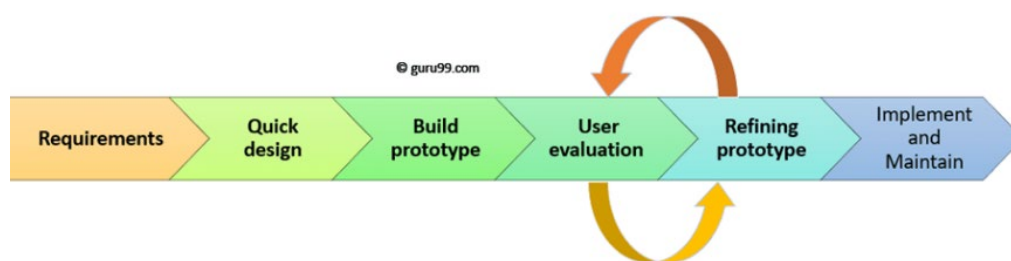 © guru99.com
Requirements
Quick
design
Build
prototype
User
evaluation
Refining
prototype
Implement
and
Maintain